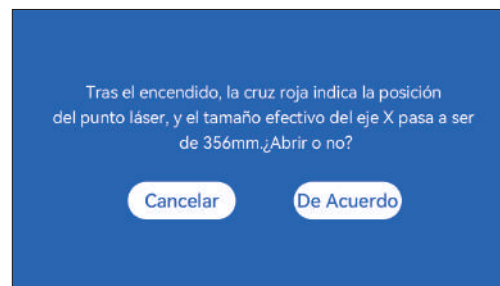 Tras el encendido, la cruz roja indica la posición
del punto láser, y el tamaño efectivo del eje X pasa a ser
de 356mm.¿Abrir o no?
Cancelar
De Acuerdo